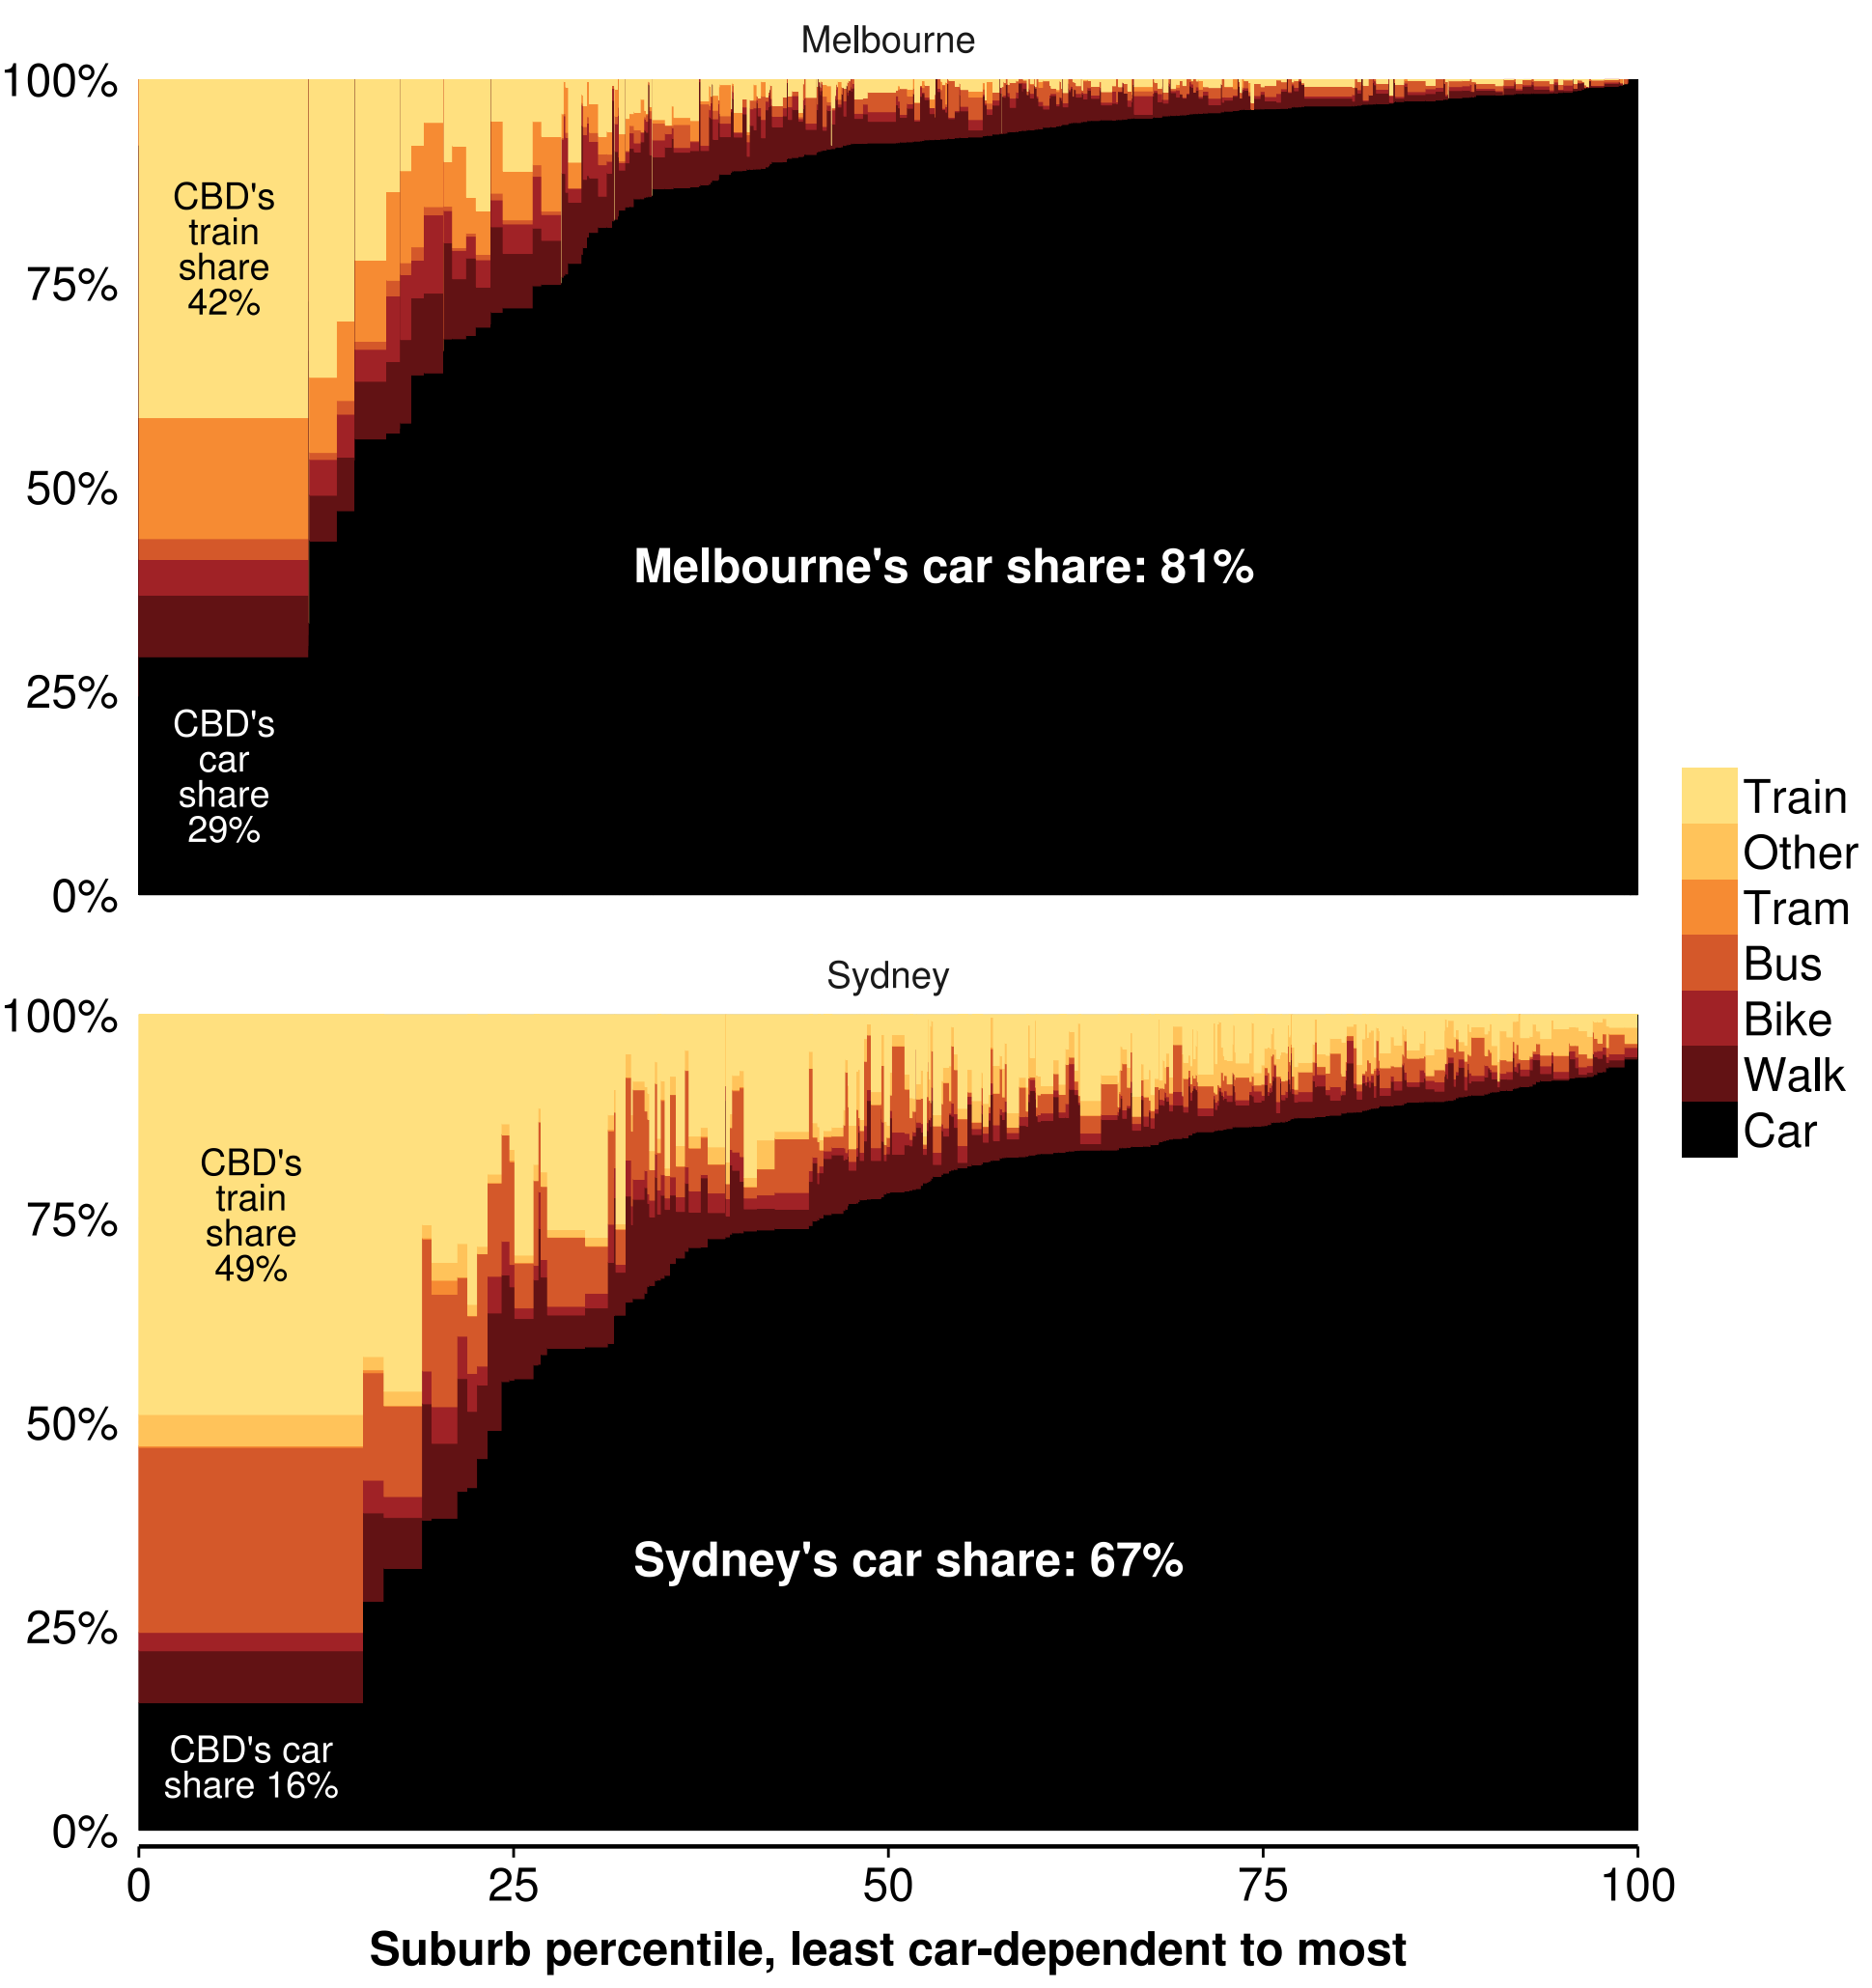 Melbourne
100%
75%
50%
25%
0%
CBD's
train
share
42%
Melbourne's car share: 81%
CBD's
car
share
29%
Train
Other
Tram
Bus
Bike
Walk
Car
Sydney
100%
75%
50%
25%
0%
CBD's
train
share
49%
Sydney's car share: 67%
CBD's car
share 16%
0 25 50 75 100
Suburb percentile, least car-dependent to most